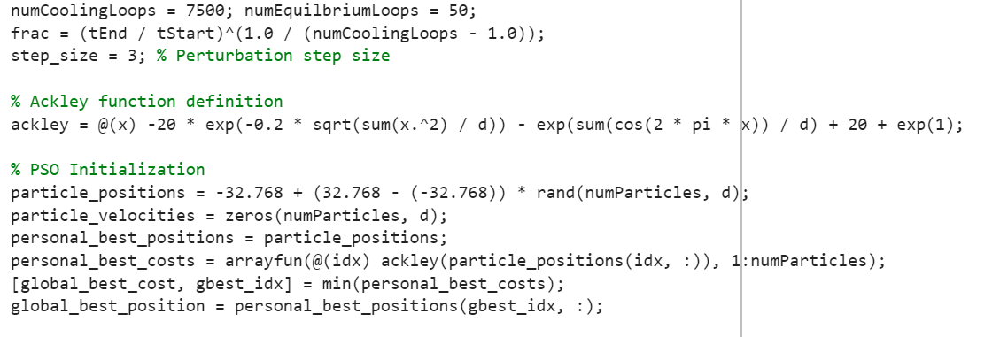 numCoolingLoops = 7500; numEquilbriumLoops = 50;
frac = (tEnd / tStart)^(1.0 / (numCoolingLoops - 1.0));
step_size = 3; % Perturbation step size
% Ackley function definition
ackley = @(x) -20 * exp(-0.2 * sqrt(sum(x.^2) / d)) - exp(sum(cos(2 * pi * x)) / d) + 20 + exp(1);
% PSO Initialization
particle_positions = -32.768 + (32.768 - (-32.768)) * rand(numParticles, d);
particle_velocities = zeros(numParticles, d);
personal_best_positions = particle_positions;
personal_best_costs = arrayfun(@(idx) ackley(particle_positions(idx, :)), 1:numParticles);
[global_best_cost, gbest_idx] = min(personal_best_costs);
global_best_position = personal_best_positions(gbest_idx, :);